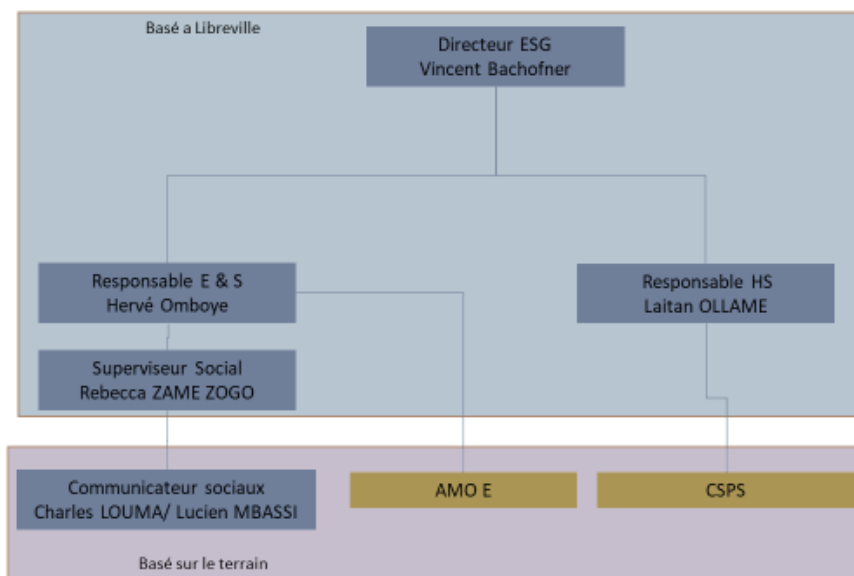 Basé a Libreville
Directeur ESG
Vincent Bachofner
Responsable E & S
Hervé Omboye
Responsable HS
Laitan OLLAME
Superviseur Social
Rebecca ZAME ZOGO
Communicateur sociaux
Charles LOUMA/ Lucien MBASSI
AMO E
CSPS
Basé sur le terrain